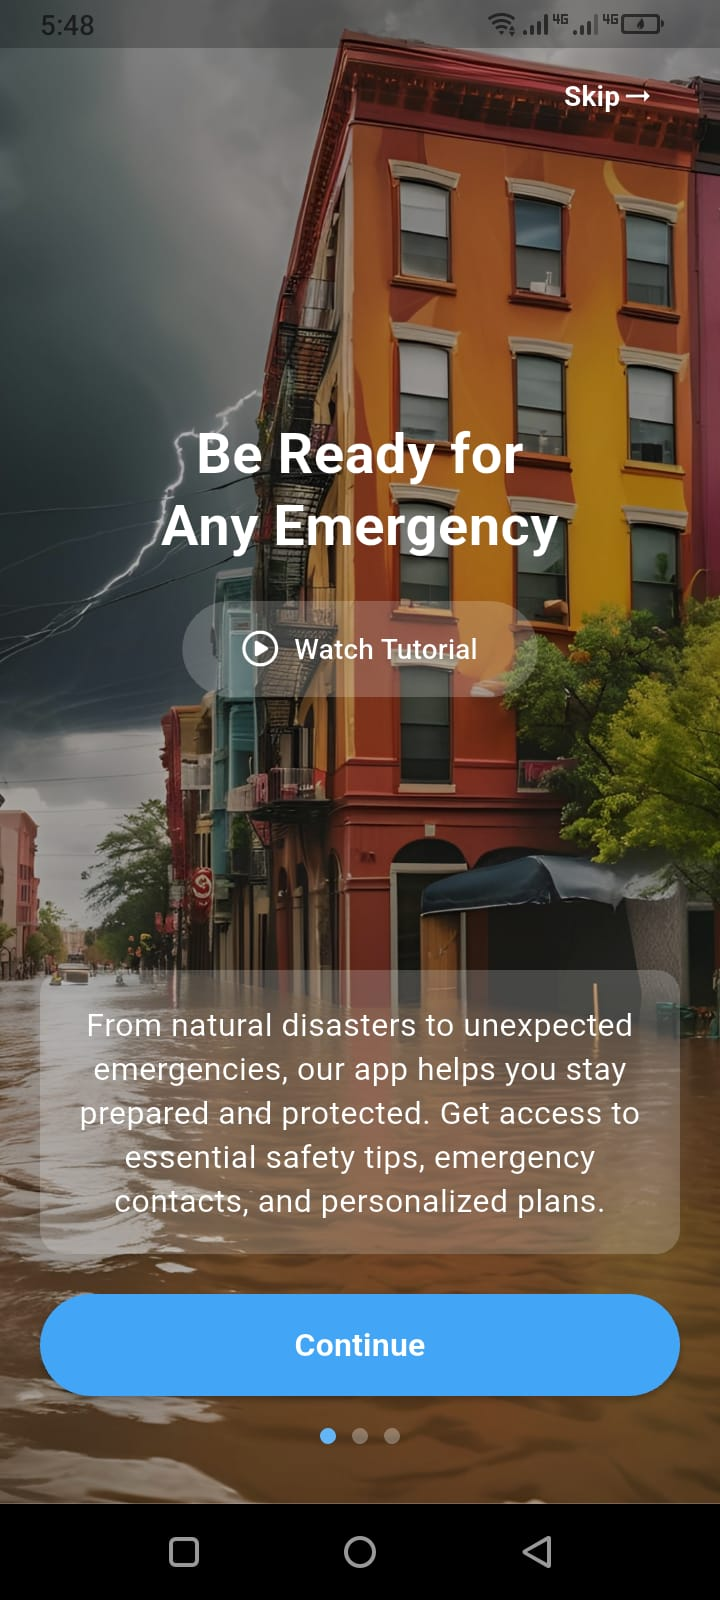 5:48
4G 4G
Skip
Be Ready for
Any Emergency
Watch Tutorial
From natural disasters to unexpected
emergencies, our app helps you stay
prepared and protected. Get access to
essential safety tips, emergency
contacts, and personalized plans.
Continue